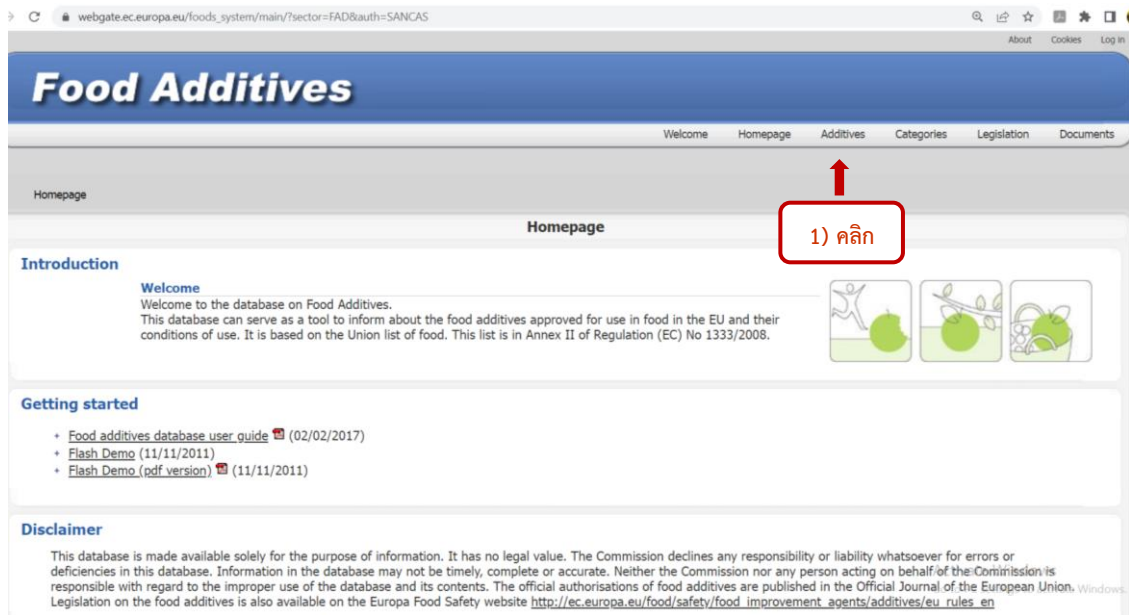 webgate.ec.europa.eu/foods_system/main/?sector=FAD&auth=SANCAS
About Cookies Log in
Food Additives
Welcome Homepage Additives Categories Legislation Documents
Homepage
Homepage
1) คลิก
Introduction
Welcome
Welcome to the database on Food Additives.
This database can serve as a tool to inform about the food additives approved for use in food in the EU and their
conditions of use. It is based on the Union list of food. This list is in Annex II of Regulation (EC) No 1333/2008.
Getting started
Food additives database user guide (02/02/2017)
Flash Demo (11/11/2011)
Flash Demo (pdf version) (11/11/2011)
Disclaimer
This database is made available solely for the purpose of information. It has no legal value. The Commission declines any responsibility or liability whatsoever for errors or
deficiencies in this database. Information in the database may not be timely, complete or accurate. Neither the Commission nor any person acting on behalf of the Commission is
responsible with regard to the improper use of the database and its contents. The official authorisations of food additives are published in the Official Journal of the European Union.
Legislation on the food additives is also available on the Europa Food Safety website http://ec.europa.eu/food/safety/food_improvement_agents/additives/eu_rules_en